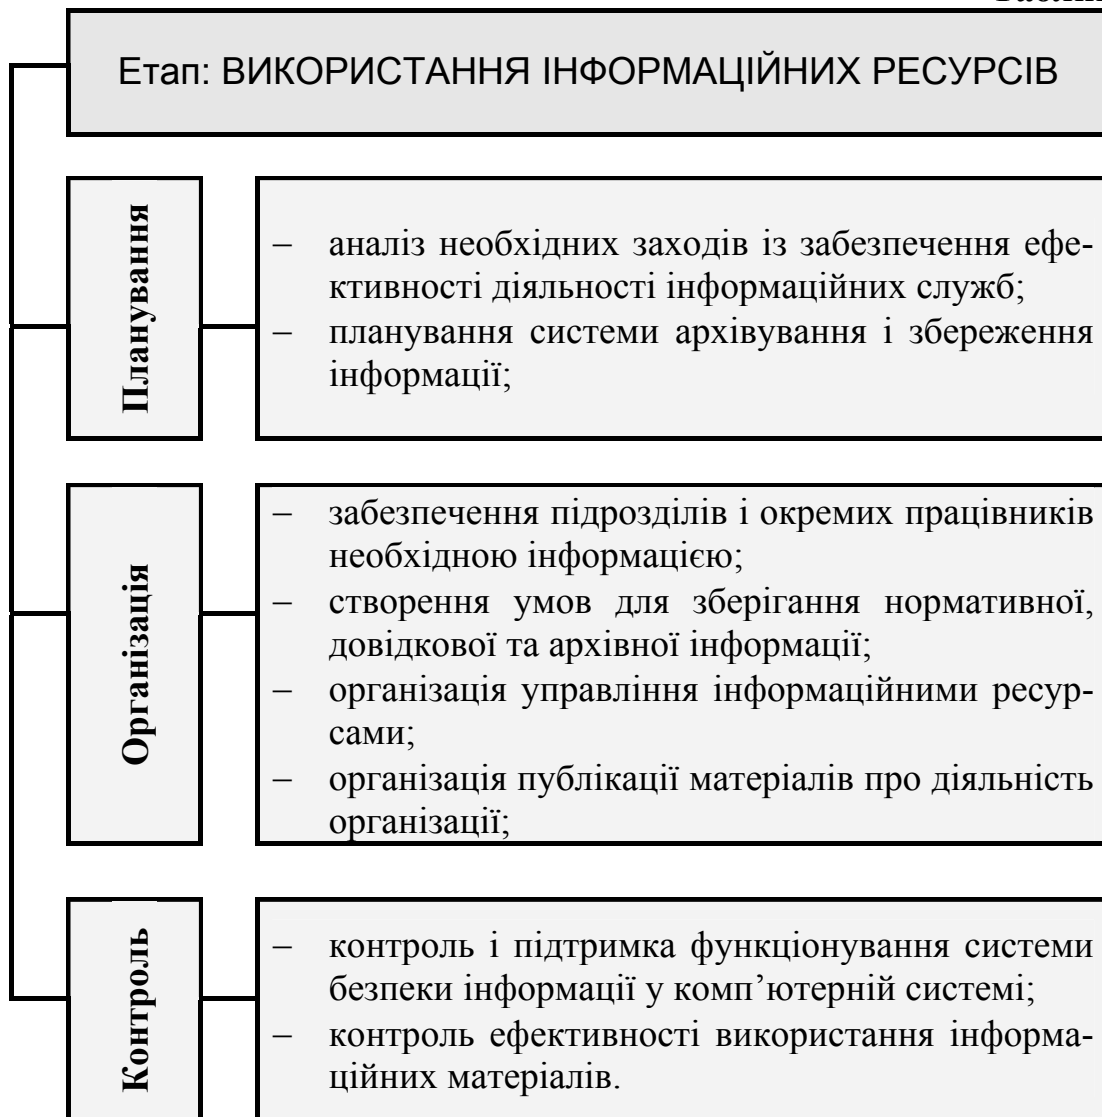 Етап: ВИКОРИСТАННЯ ІНФОРМАЦІЙНИХ РЕСУРСІВ
Планування
– аналіз необхідних заходів із забезпечення ефе-
ктивності діяльності інформаційних служб;
– планування системи архівування і збереження
інформації;
Організація
– забезпечення підрозділів і окремих працівників
необхідною інформацією;
– створення умов для зберігання нормативної,
довідкової та архівної інформації;
– організація управління інформаційними ресур-
сами;
– організація публікації матеріалів про діяльність
організації;
Контроль
– контроль і підтримка функціонування системи
безпеки інформації у комп’ютерній системі;
– контроль ефективності використання інформа-
ційних матеріалів.